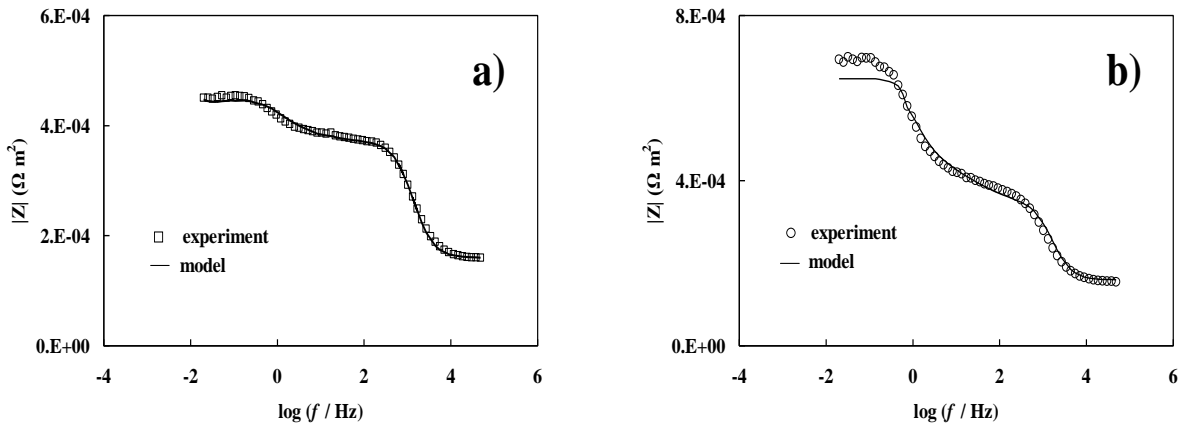 6.E-04
a)
4.E-04
|Z| (Ω m²)
experiment
2.E-04
model
0.E+00
-4 -2 0 2 4 6
log (f / Hz)
8.E-04
b)
|Z| (Ω m²)
4.E-04
experiment
model
0.E+00
-4 -2 0 2 4 6
log (f / Hz)